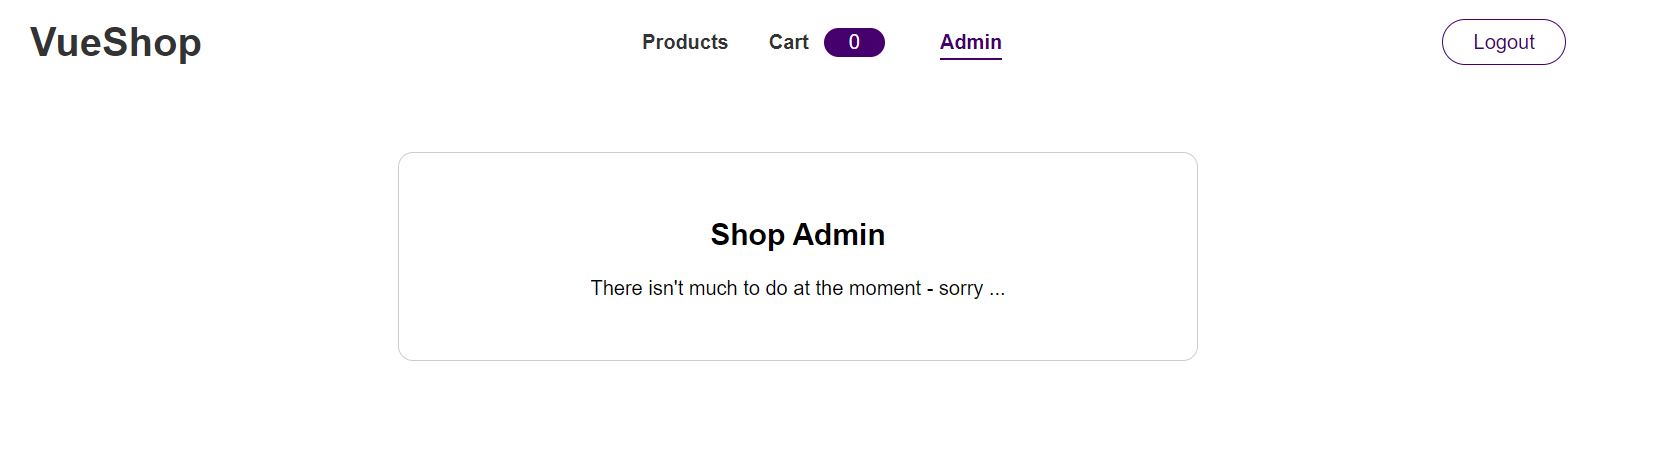 VueShop
Products Cart 0 Admin
Logout
Shop Admin
There isn't much to do at the moment - sorry ...